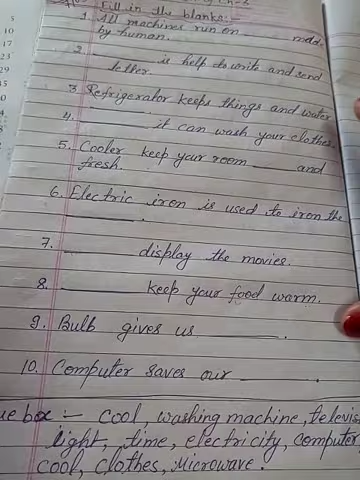 Fill in the blanks:-
1. All machines run on ______ made
by human.
2. ______ is help do write and send
letter.
3. Refrigerator keeps things and water
______.
4. ______ it can wash your clothes.
5. Cooler keep your room ______ and
fresh.
6. Electric iron is used to iron the
______.
7. ______ display the movies.
8. ______ keep your food warm.
9. Bulb gives us ______.
10. Computer saves our ______.
ue box :- cool, washing machine, televis
light, time, electricity, computer
cool, clothes, Microwave.